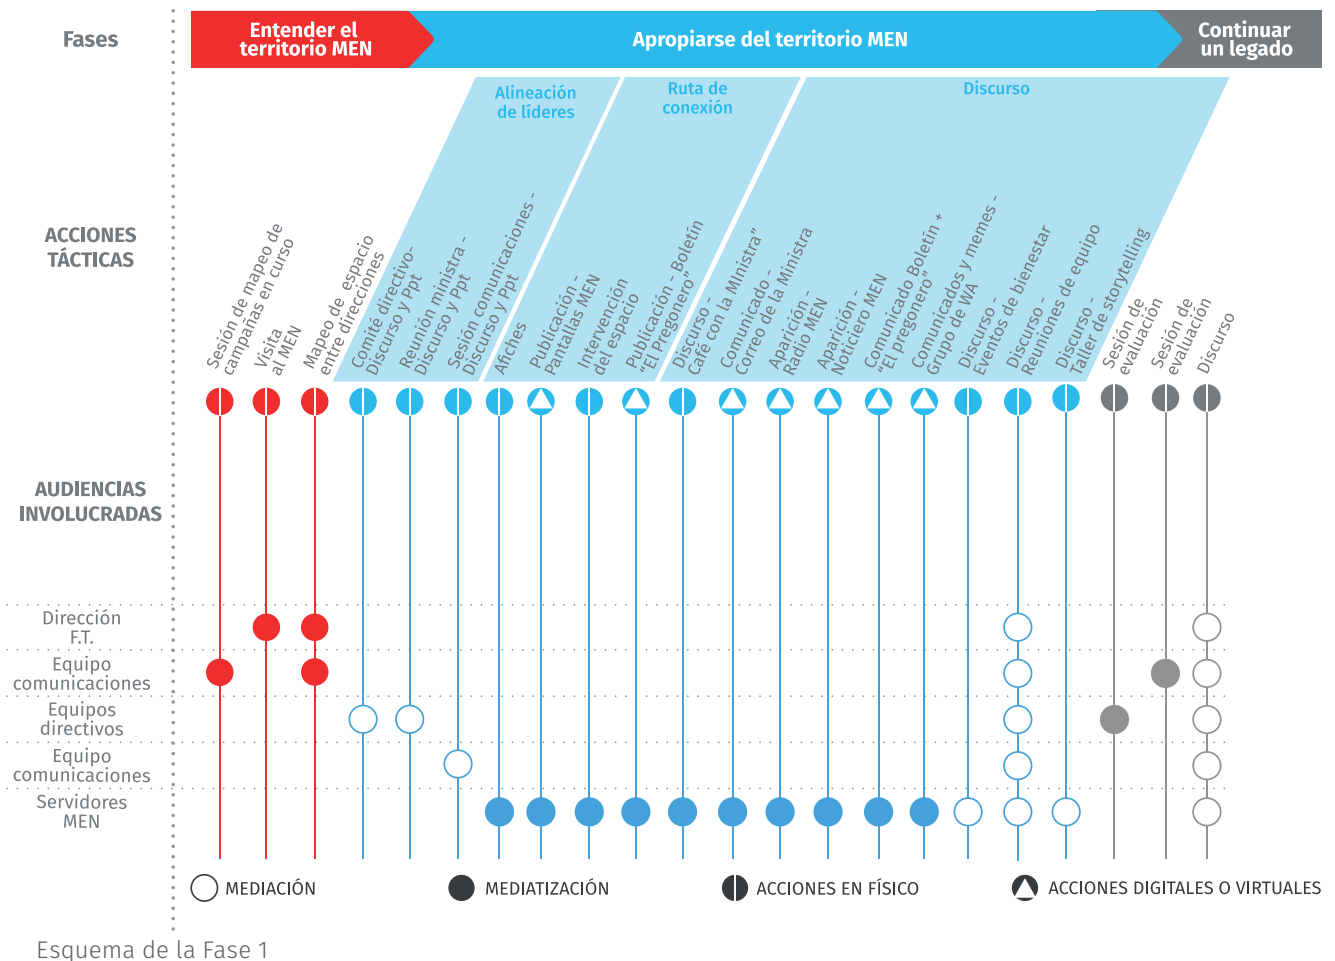 Fases
Entender el
territorio MEN
Apropiarse del territorio MEN
Continuar
un legado
Alineación
de líderes
Ruta de
conexión
Discurso
ACCIONES
TÁCTICAS
Sesión de mapeo de
campañas en curso
Visita
al MEN
Mapeo de espacio
entre direcciones
Comité directivo-
Discurso y Ppt
Reunión ministra -
Discurso y Ppt
Sesión comunicaciones -
Discurso y Ppt
Afiches
Publicación -
Pantallas MEN
Intervención
del espacio
Publicación - Boletín
“El Pregonero”
Discurso -
Café con la MInistra”
Comunicado -
Correo de la Ministra
Aparición -
Radio MEN
Aparición -
Noticiero MEN
Comunicado Boletín +
“El pregonero”
Comunicados y memes -
Grupo de WA
Discurso -
Eventos de bienestar
Discurso -
Reuniones de equipo
Discurso -
Taller de storytelling
Sesión de
evaluación
Sesión de
evaluación
Discurso
AUDIENCIAS
INVOLUCRADAS
Dirección
F.T.
Equipo
comunicaciones
Equipos
directivos
Equipo
comunicaciones
Servidores
MEN
MEDIACIÓN
MEDIATIZACIÓN
ACCIONES EN FÍSICO
ACCIONES DIGITALES O VIRTUALES
Esquema de la Fase 1